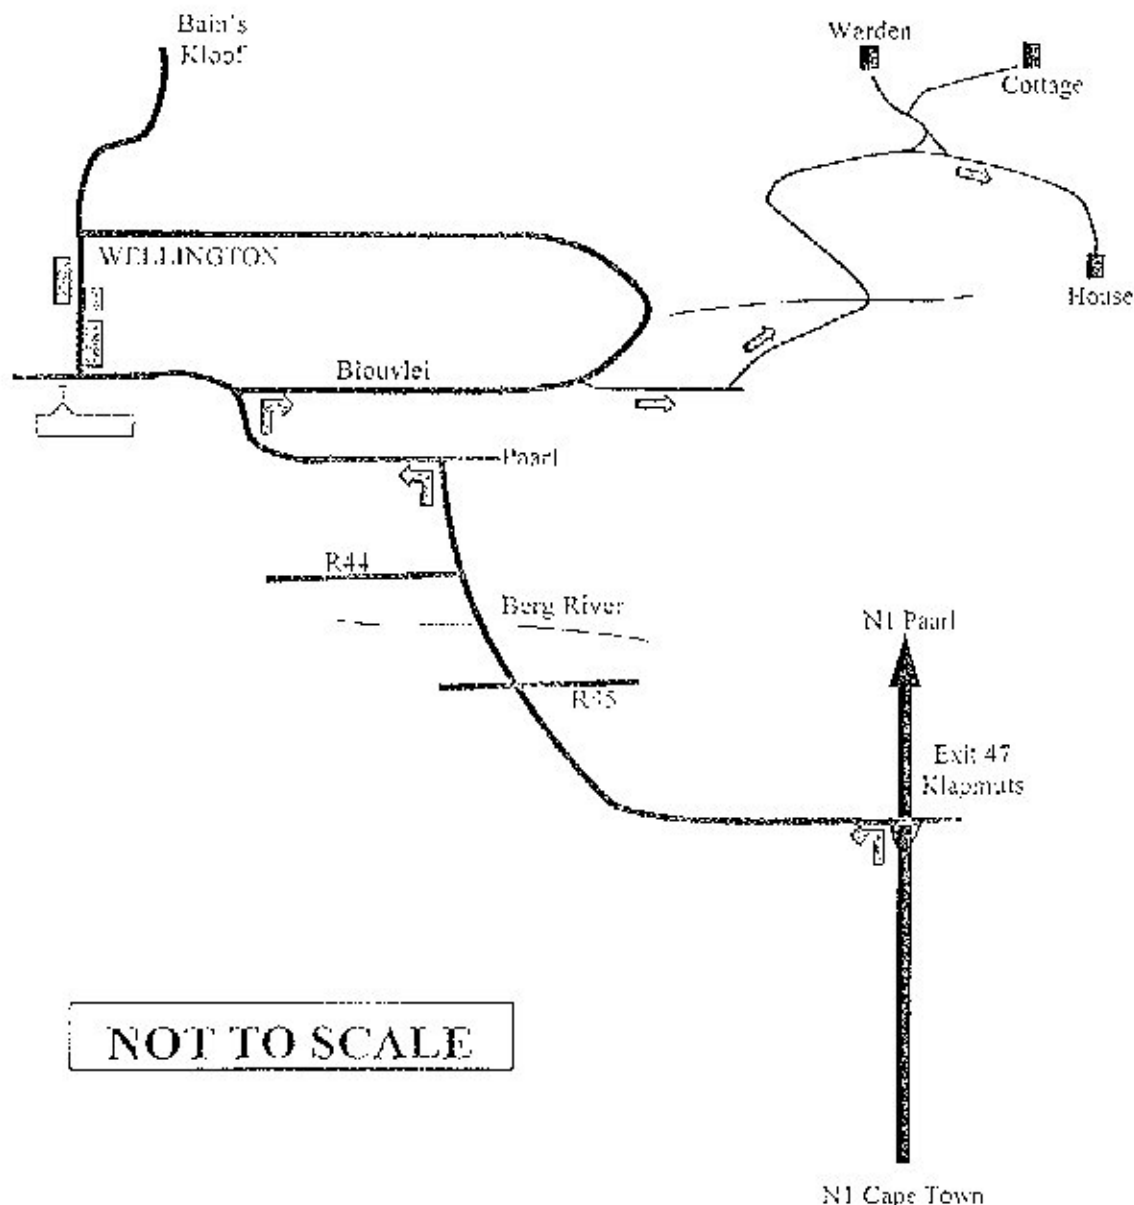 Bain's
Kloof
Warden
Cottage
WELLINGTON
House
Blouvlei
Paarl
R44
Berg River
N1 Paarl
R45
Exit 47
Klapmuts
NOT TO SCALE
N1 Cape Town